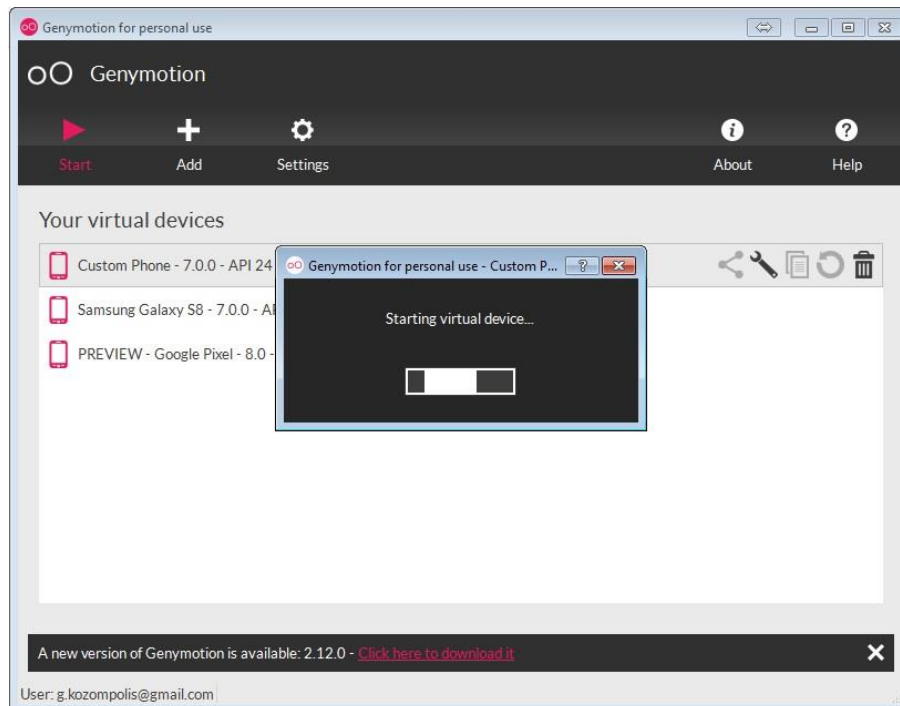 Genymotion for personal use
Genymotion
Start Add Settings About Help
Your virtual devices
Custom Phone - 7.0.0 - API 24
Genymotion for personal use - Custom P...
Starting virtual device...
Samsung Galaxy S8 - 7.0.0 -
PREVIEW - Google Pixel - 8.0 -
A new version of Genymotion is available: 2.12.0 - Click here to download it
User: g.kozompolis@gmail.com